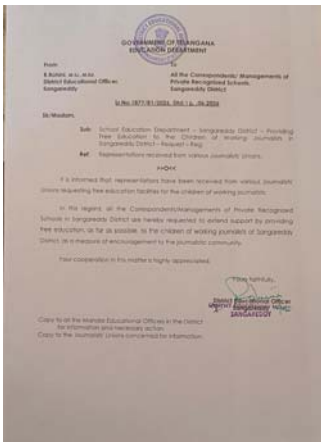 GOVERNMENT OF TELANGANA
EDUCATION DEPARTMENT
From
District Educational Officer
Sangareddy
To
All the Correspondents/ Managements of
Private Recognised Schools,
Sangareddy District
Sir/Madam,
Sub: School Education Department – Sangareddy District – Providing
Free Education to the Children of Working Journalists in
Sangareddy District – Request – Reg
Ref: Representations received from various Journalists' Unions.
It is informed that, representations have been received from various Journalists'
Unions requesting free education facilities for the children of working journalists.
In this regard, all the Correspondents/Managements of Private Recognised
Schools in Sangareddy District are hereby requested to extend support by providing
free education, as far as possible, to the children of working journalists of Sangareddy
District, as a measure of encouragement to the journalistic community.
Your cooperation in this matter is highly appreciated.
Yours faithfully,
District Educational Officer
SANGAREDDY
Copy to all the Mandal Educational Officers in the District
for information and necessary action.
Copy to the Journalists' Unions concerned for information.